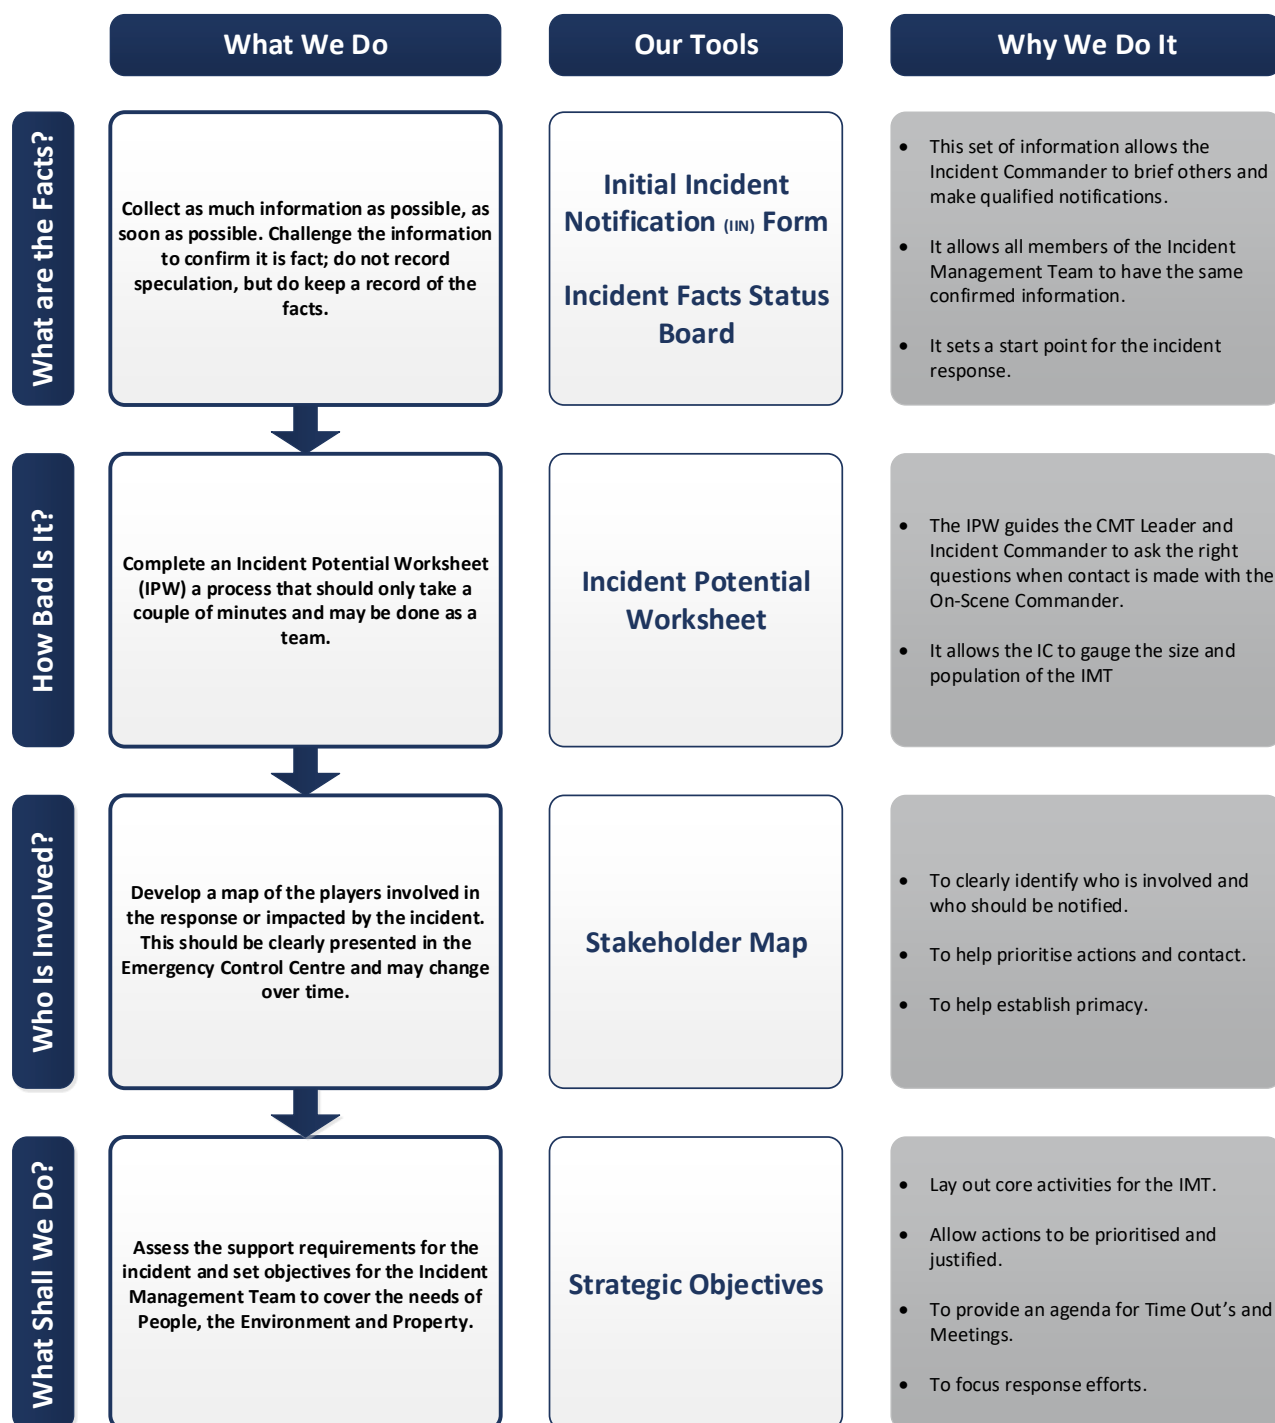 What We Do
Our Tools
Why We Do It
What are the Facts?
Collect as much information as possible, as
soon as possible. Challenge the information
to confirm it is fact; do not record
speculation, but do keep a record of the
facts.
Initial Incident
Notification (IIN) Form
Incident Facts Status
Board
• This set of information allows the
Incident Commander to brief others and
make qualified notifications.
• It allows all members of the Incident
Management Team to have the same
confirmed information.
• It sets a start point for the incident
response.
How Bad Is It?
Complete an Incident Potential Worksheet
(IPW) a process that should only take a
couple of minutes and may be done as a
team.
Incident Potential
Worksheet
• The IPW guides the CMT Leader and
Incident Commander to ask the right
questions when contact is made with the
On-Scene Commander.
• It allows the IC to gauge the size and
population of the IMT
Who Is Involved?
Develop a map of the players involved in
the response or impacted by the incident.
This should be clearly presented in the
Emergency Control Centre and may change
over time.
Stakeholder Map
• To clearly identify who is involved and
who should be notified.
• To help prioritise actions and contact.
• To help establish primacy.
What Shall We Do?
Assess the support requirements for the
incident and set objectives for the Incident
Management Team to cover the needs of
People, the Environment and Property.
Strategic Objectives
• Lay out core activities for the IMT.
• Allow actions to be prioritised and
justified.
• To provide an agenda for Time Out’s and
Meetings.
• To focus response efforts.